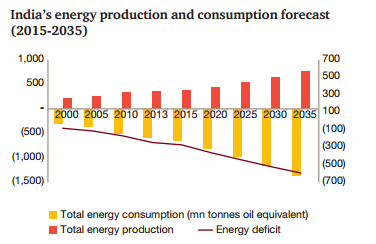 India's energy production and consumption forecast
(2015-2035)
1,000 700
500 500
300
- 2000 2005 2010 2013 2015 2020 2025 2030 2035 100
(500) (100)
(300)
(1,000) (500)
(1,500) (700)
Total energy consumption (mn tonnes oil equivalent)
Total energy production Energy deficit